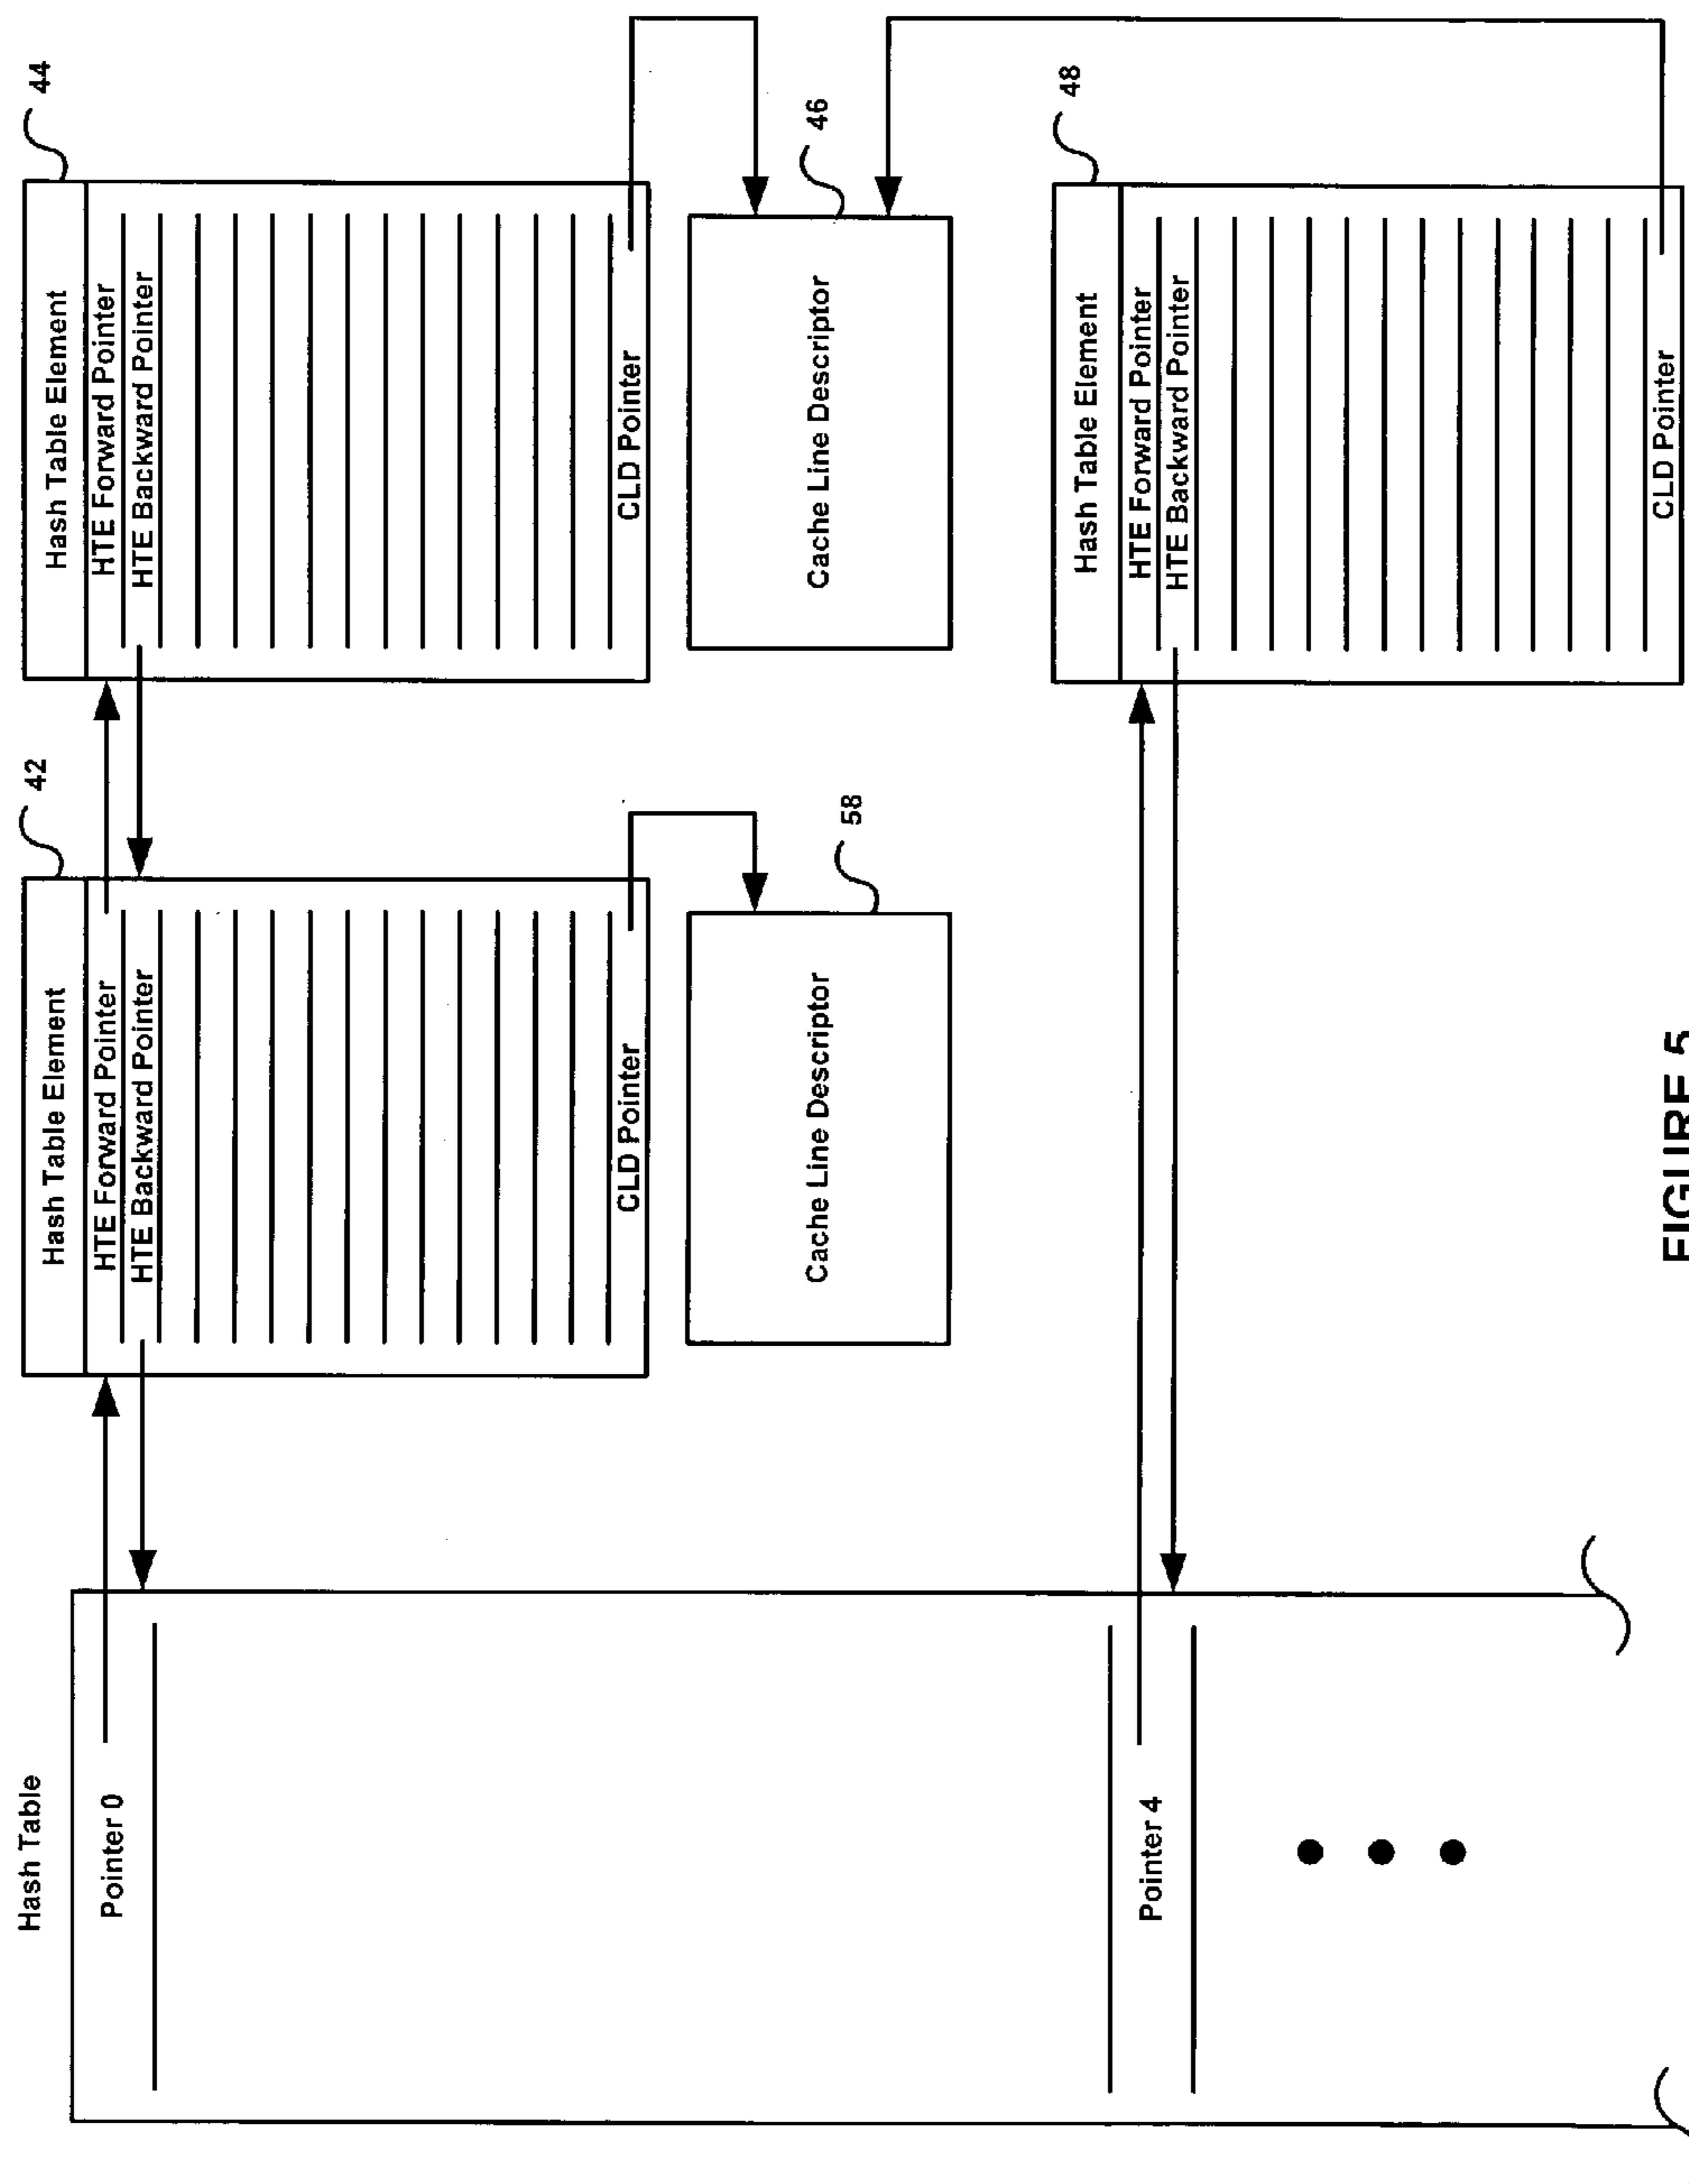 Hash Table
Pointer 0
Pointer 4
42
Hash Table Element
HTE Forward Pointer
HTE Backward Pointer
CLD Pointer
58
Cache Line Descriptor
44
Hash Table Element
HTE Forward Pointer
HTE Backward Pointer
CLD Pointer
46
Cache Line Descriptor
48
Hash Table Element
HTE Forward Pointer
HTE Backward Pointer
CLD Pointer
FIGURE 5